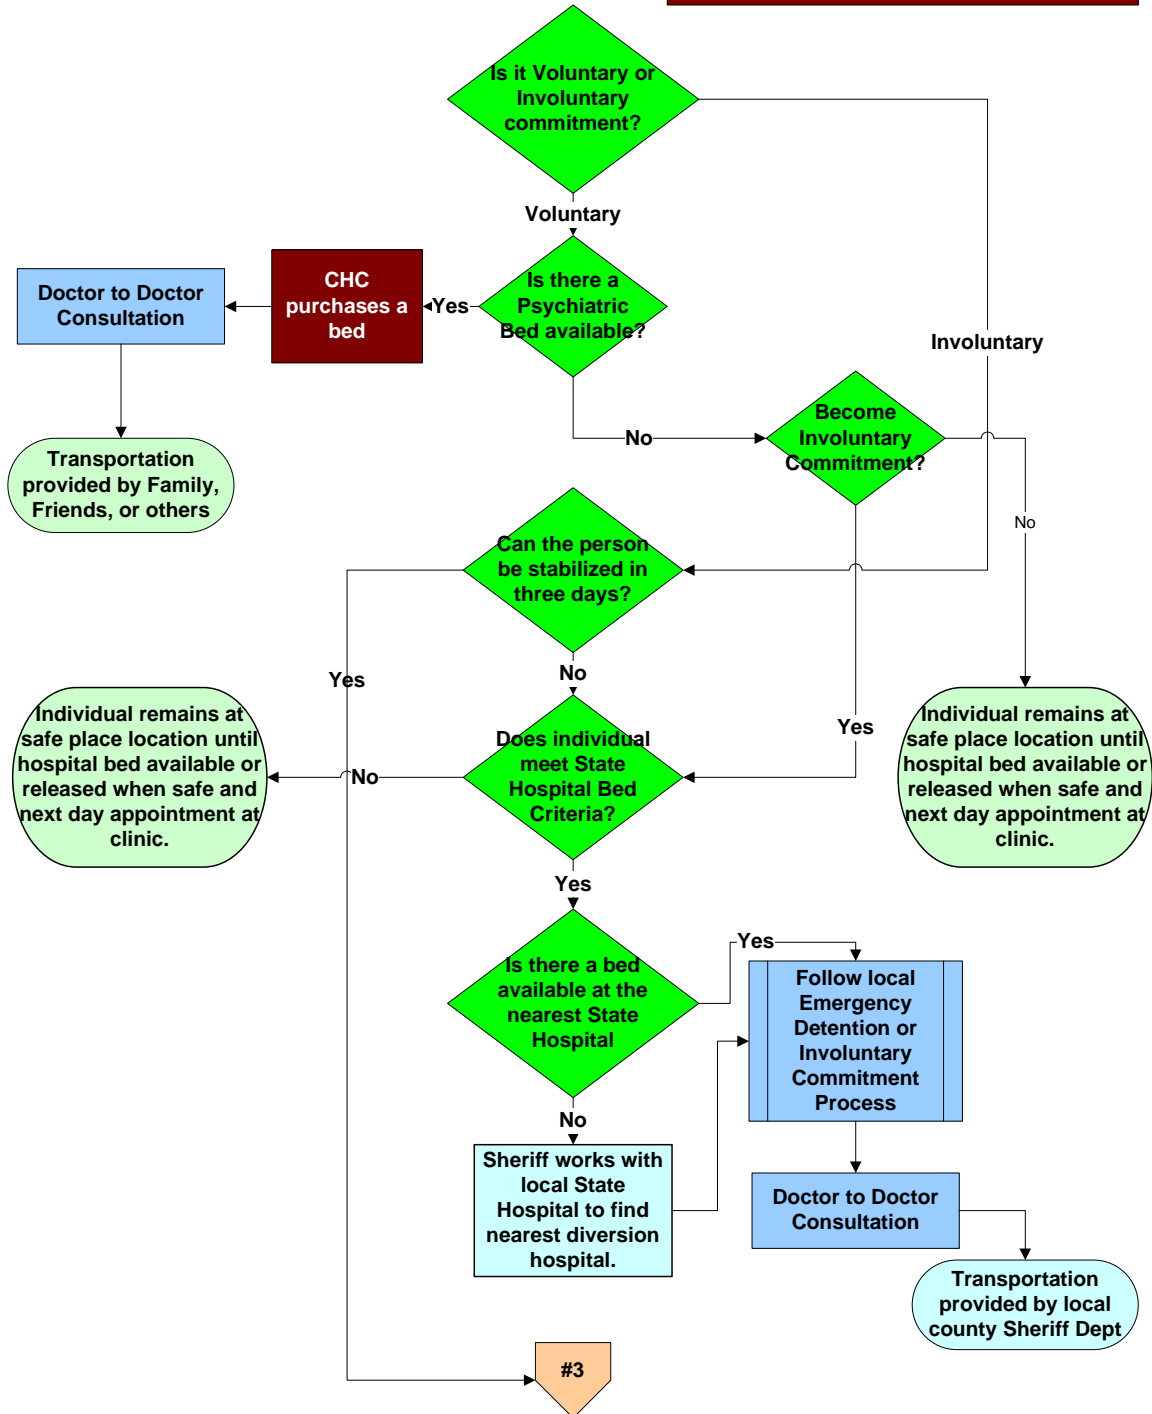 Is it Voluntary or
Involuntary
commitment?
Voluntary
Is there a
Psychiatric
Bed available?
Yes
CHC
purchases a
bed
Doctor to Doctor
Consultation
Transportation
provided by Family,
Friends, or others
Involuntary
No
Become
Involuntary
Commitment?
No
Can the person
be stabilized in
three days?
Yes
No
Yes
Individual remains at
safe place location until
hospital bed available or
released when safe and
next day appointment at
clinic.
No
Does individual
meet State
Hospital Bed
Criteria?
Individual remains at
safe place location until
hospital bed available or
released when safe and
next day appointment at
clinic.
Yes
Is there a bed
available at the
nearest State
Hospital
Yes
Follow local
Emergency
Detention or
Involuntary
Commitment
Process
No
Sheriff works with
local State
Hospital to find
nearest diversion
hospital.
Doctor to Doctor
Consultation
Transportation
provided by local
county Sheriff Dept
#3